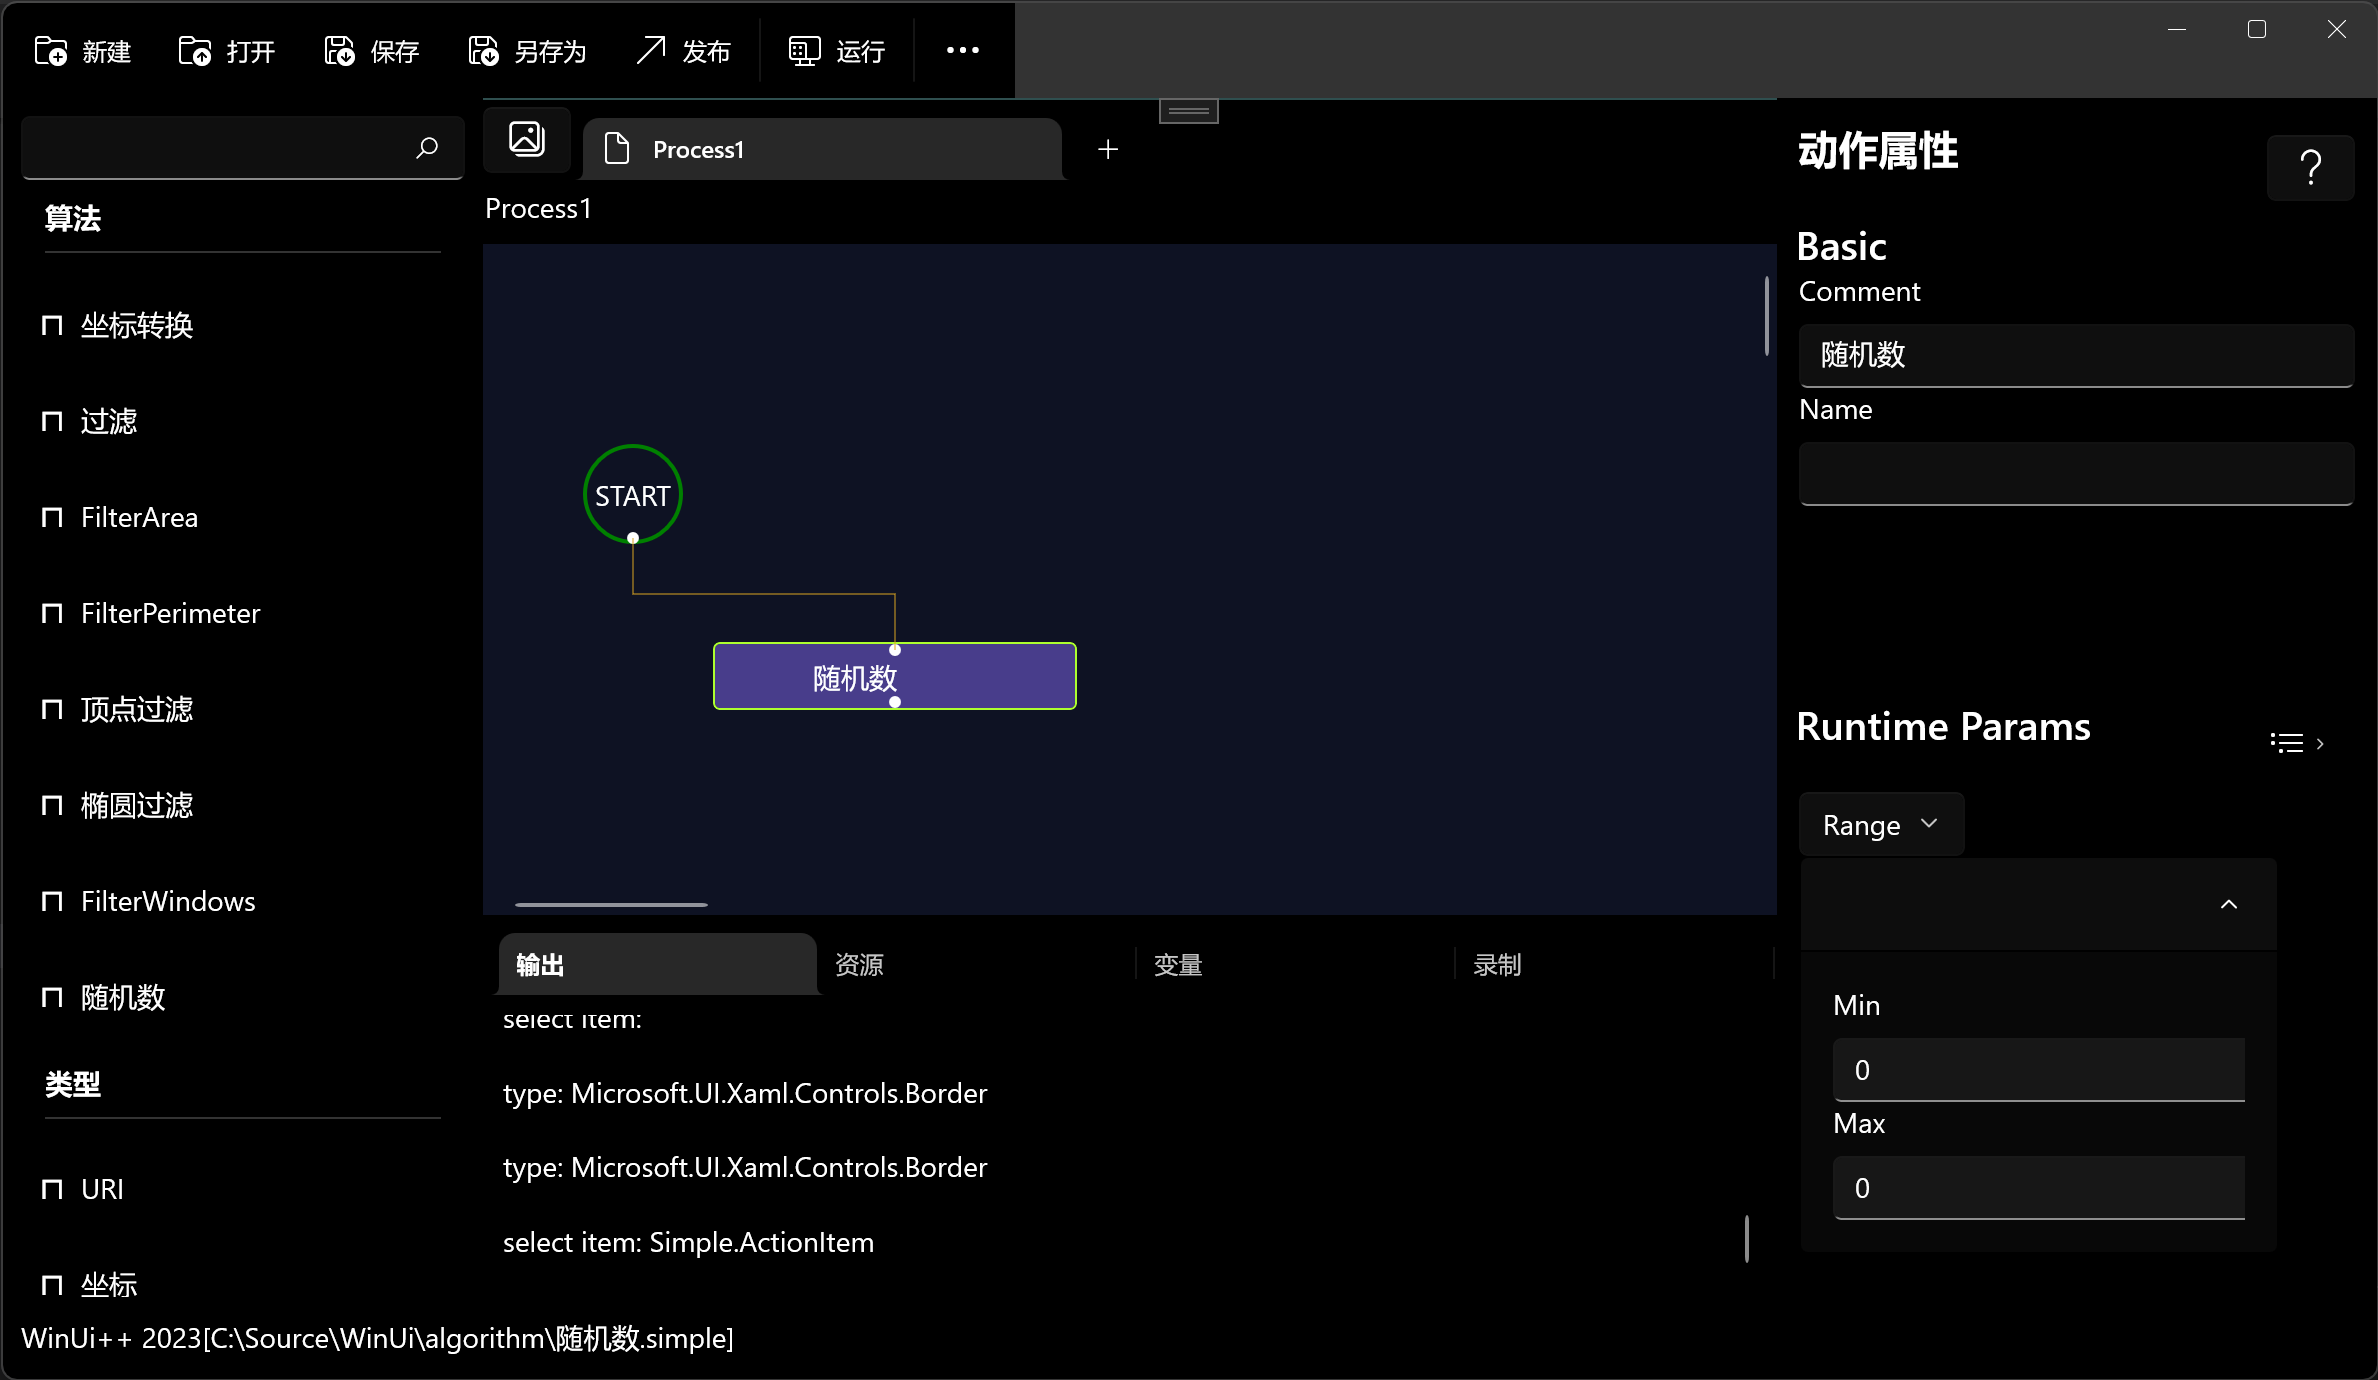 新建 打开 保存 另存为 发布 运行
算法
坐标转换
过滤
FilterArea
FilterPerimeter
顶点过滤
椭圆过滤
FilterWindows
随机数
类型
URI
坐标
Process1
Process1
START
随机数
输出 资源 变量 录制
select item:
type: Microsoft.UI.Xaml.Controls.Border
type: Microsoft.UI.Xaml.Controls.Border
select item: Simple.ActionItem
动作属性
Basic
Comment
随机数
Name
Runtime Params
Range
Min
0
Max
0
WinUi++ 2023[C:\Source\WinUi\algorithm\随机数.simple]